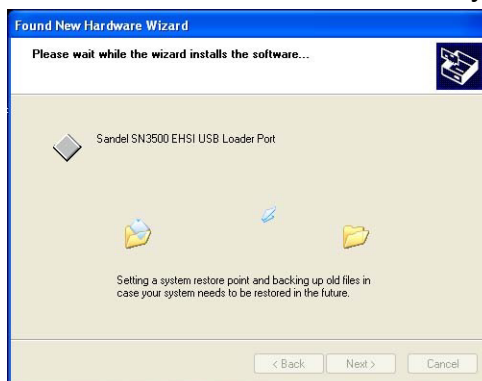 Found New Hardware Wizard
Please wait while the wizard installs the software...
Sandel SN3500 EHSI USB Loader Port
Setting a system restore point and backing up old files in
case your system needs to be restored in the future.
< Back
Next >
Cancel